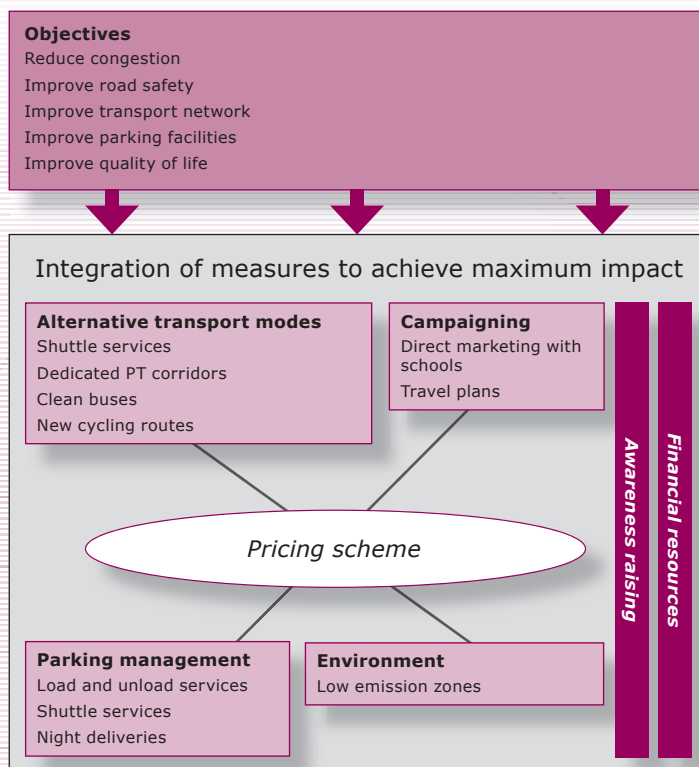 Objectives
Reduce congestion
Improve road safety
Improve transport network
Improve parking facilities
Improve quality of life
Integration of measures to achieve maximum impact
Alternative transport modes
Shuttle services
Dedicated PT corridors
Clean buses
New cycling routes
Campaigning
Direct marketing with
schools
Travel plans
Pricing scheme
Parking management
Load and unload services
Shuttle services
Night deliveries
Environment
Low emission zones
Awareness raising
Financial resources